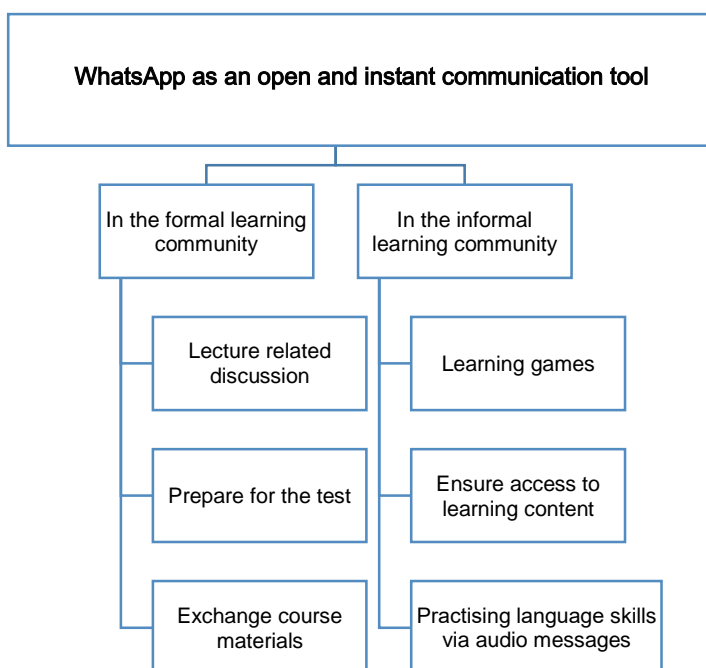 WhatsApp as an open and instant communication tool
In the formal learning
community
In the informal
learning community
Lecture related
discussion
Learning games
Prepare for the test
Ensure access to
learning content
Exchange course
materials
Practising language skills
via audio messages